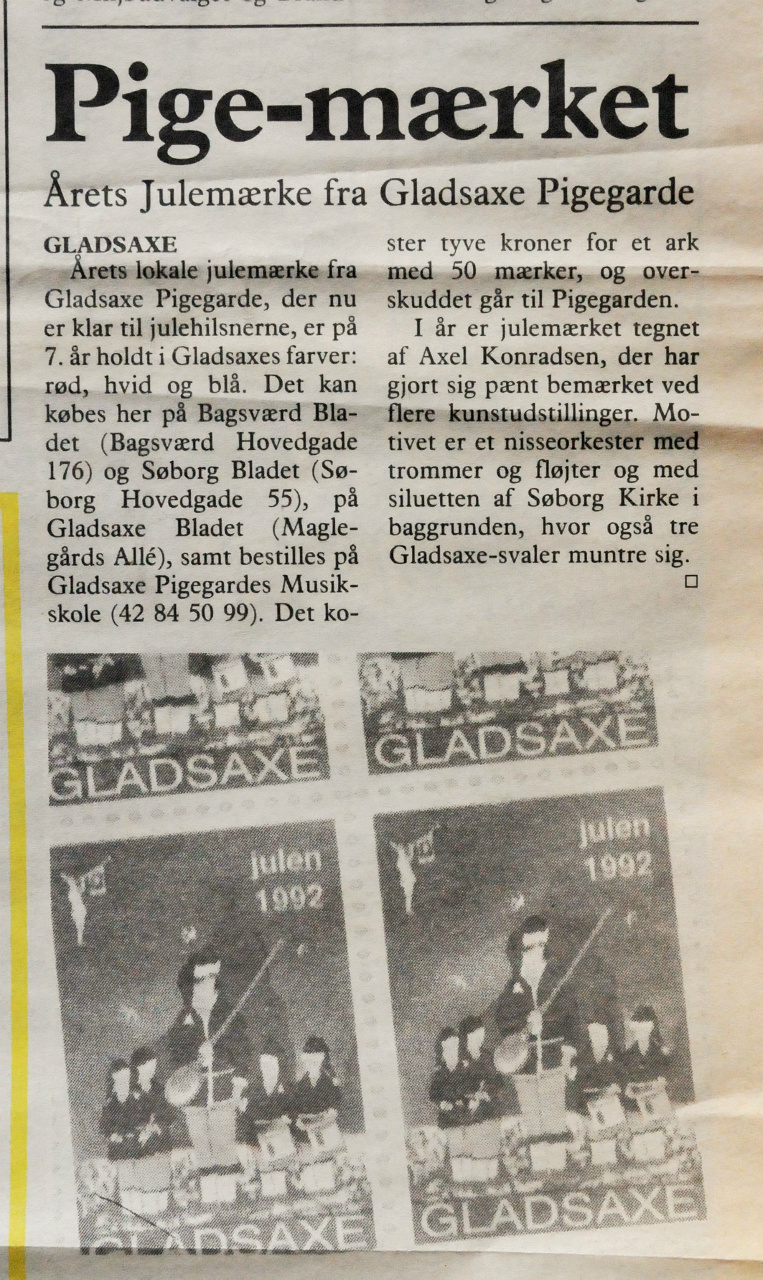 Pige-mærket
Årets Julemærke fra Gladsaxe Pigegarde
GLADSAXE
Årets lokale julemærke fra
Gladsaxe Pigegarde, der nu
er klar til julehilsnerne, er på
7. år holdt i Gladsaxes farver:
rød, hvid og blå. Det kan
købes her på Bagsværd Bla-
det (Bagsværd Hovedgade
176) og Søborg Bladet (Sø-
borg Hovedgade 55), på
Gladsaxe Bladet (Magle-
gårds Allé), samt bestilles på
Gladsaxe Pigegardes Musik-
skole (42 84 50 99). Det ko-
ster tyve kroner for et ark
med 50 mærker, og over-
skuddet går til Pigegarden.
I år er julemærket tegnet
af Axel Konradsen, der har
gjort sig pænt bemærket ved
flere kunstudstillinger. Mo-
tivet er et nisseorkester med
trommer og fløjter og med
siluetten af Søborg Kirke i
baggrunden, hvor også tre
Gladsaxe-svaler muntre sig.
GLADSAXE
GLADSAXE
julen
1992
GLADSAXE
julen
1992
GLADSAXE